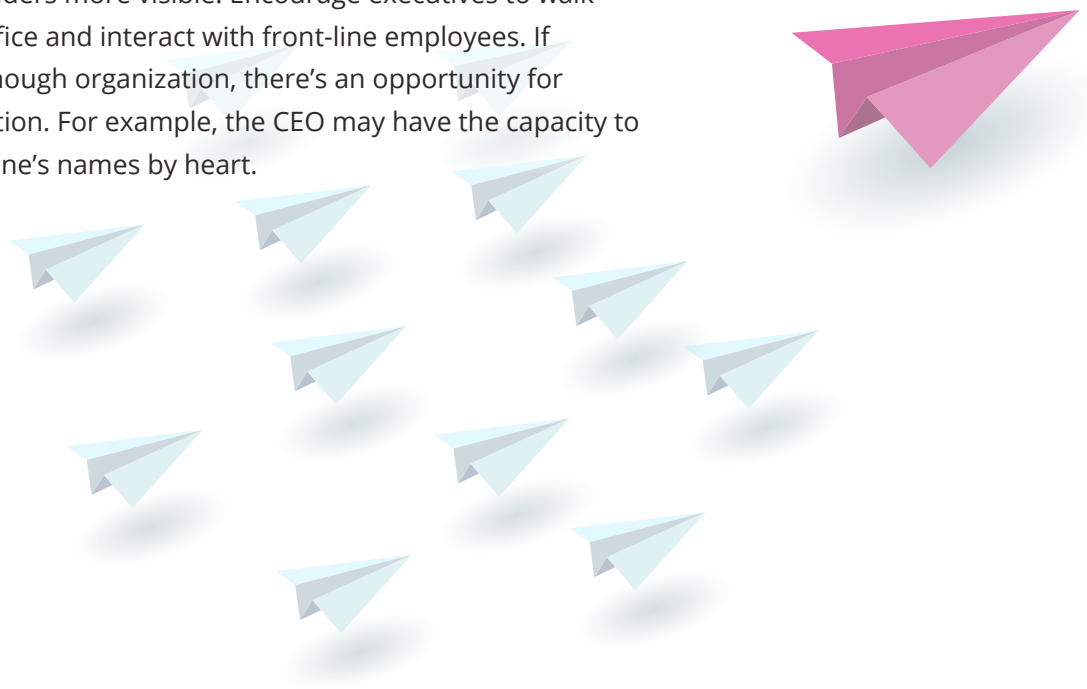 ders more visible. Encourage executives to walk
fice and interact with front-line employees. If
ough organization, there’s an opportunity for
tion. For example, the CEO may have the capacity to
ne’s names by heart.